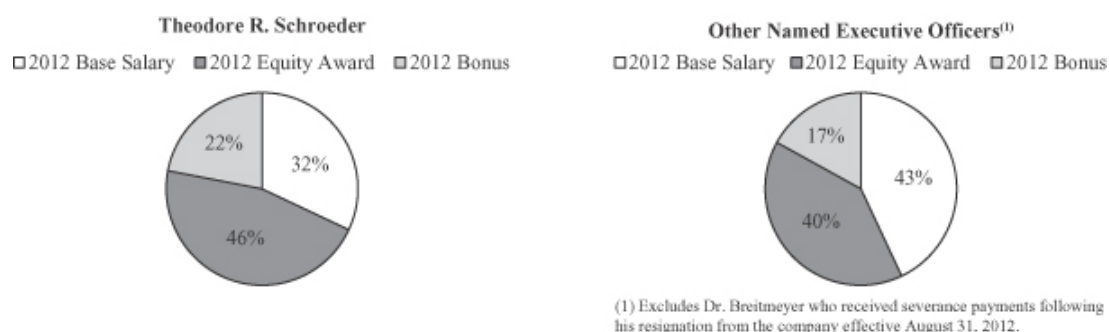 Theodore R. Schroeder
2012 Base Salary 2012 Equity Award 2012 Bonus
22%
32%
46%
Other Named Executive Officers(1)
2012 Base Salary 2012 Equity Award 2012 Bonus
17%
43%
40%
(1) Excludes Dr. Breitmeyer who received severance payments following
his resignation from the company effective August 31, 2012.